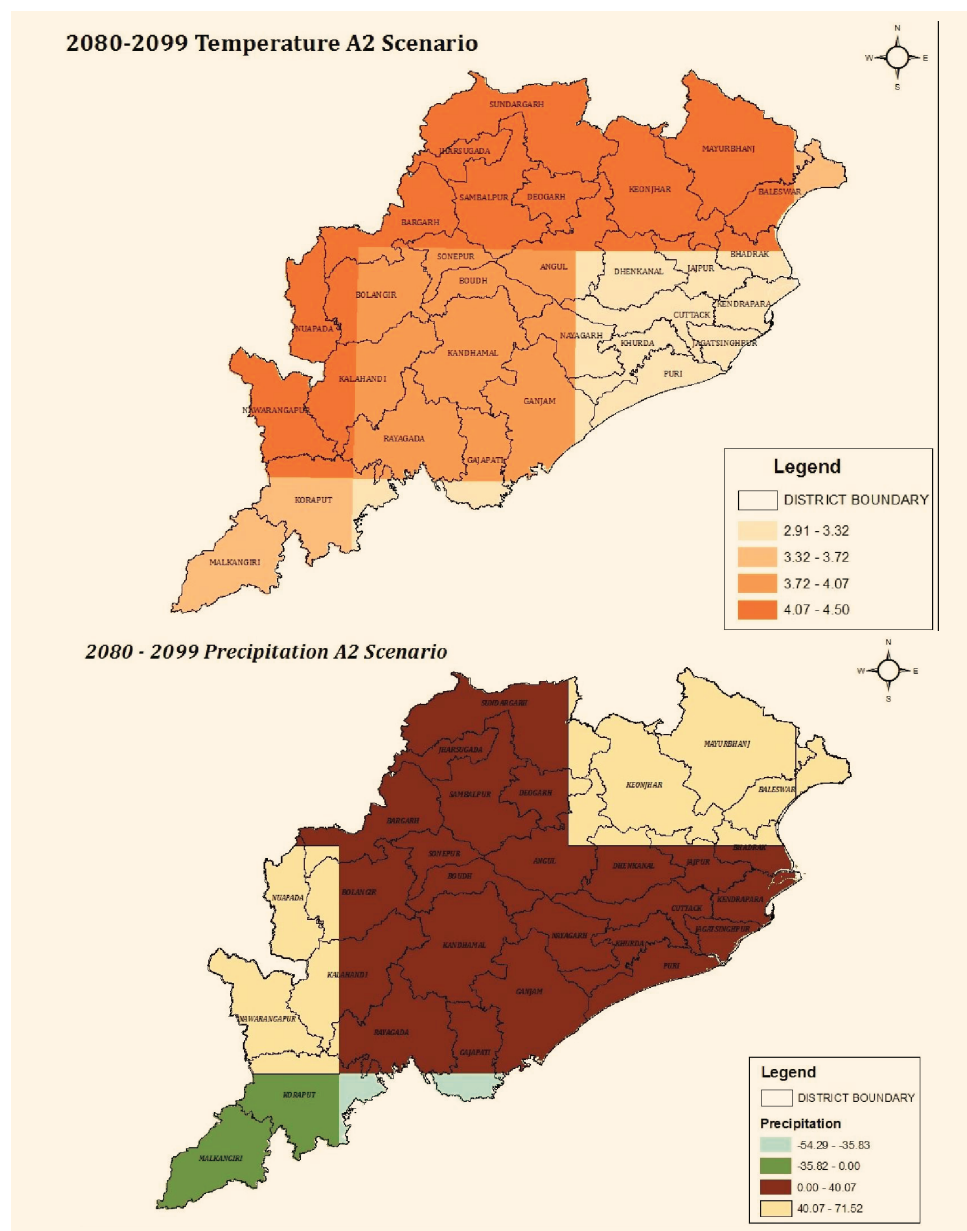 2080-2099 Temperature A2 Scenario
N
W E
S
SUNDARGARH
JHARSUGADA
MAYURBHANJ
KEONJHAR
BALESWAR
SAMBALPUR
DEOGARH
BARGARH
SONEPUR
BHADRAK
ANGUL
DHENKANAL
JAJPUR
BOUDH
BOLANGIR
KENDRAPARA
CUTTACK
NUAPADA
NAYAGARH
KHURDA
JAGATSINGHPUR
KANDHAMAL
PURI
KALAHANDI
GANJAM
NAWARANGAPUR
RAYAGADA
GAJAPATI
KORAPUT
MALKANGIRI
Legend
DISTRICT BOUNDARY
2.91 - 3.32
3.32 - 3.72
3.72 - 4.07
4.07 - 4.50
2080 - 2099 Precipitation A2 Scenario
N
W E
S
SUNDARGARH
JHARSUGADA
MAYURBHANJ
KEONJHAR
BALESWAR
SAMBALPUR
DEOGARH
BARGARH
BHADRAK
SONEPUR
ANGUL
DHENKANAL
JAJPUR
BOUDH
BOLANGIR
NUAPADA
KENDRAPARA
CUTTACK
JAGATSINGHPUR
NAYAGARH
KHURDA
KANDHAMAL
PURI
KALAHANDI
GANJAM
NAWARANGAPUR
RAYAGADA
GAJAPATI
KORAPUT
MALKANGIRI
Legend
DISTRICT BOUNDARY
Precipitation
-54.29 - -35.83
-35.82 - 0.00
0.00 - 40.07
40.07 - 71.52